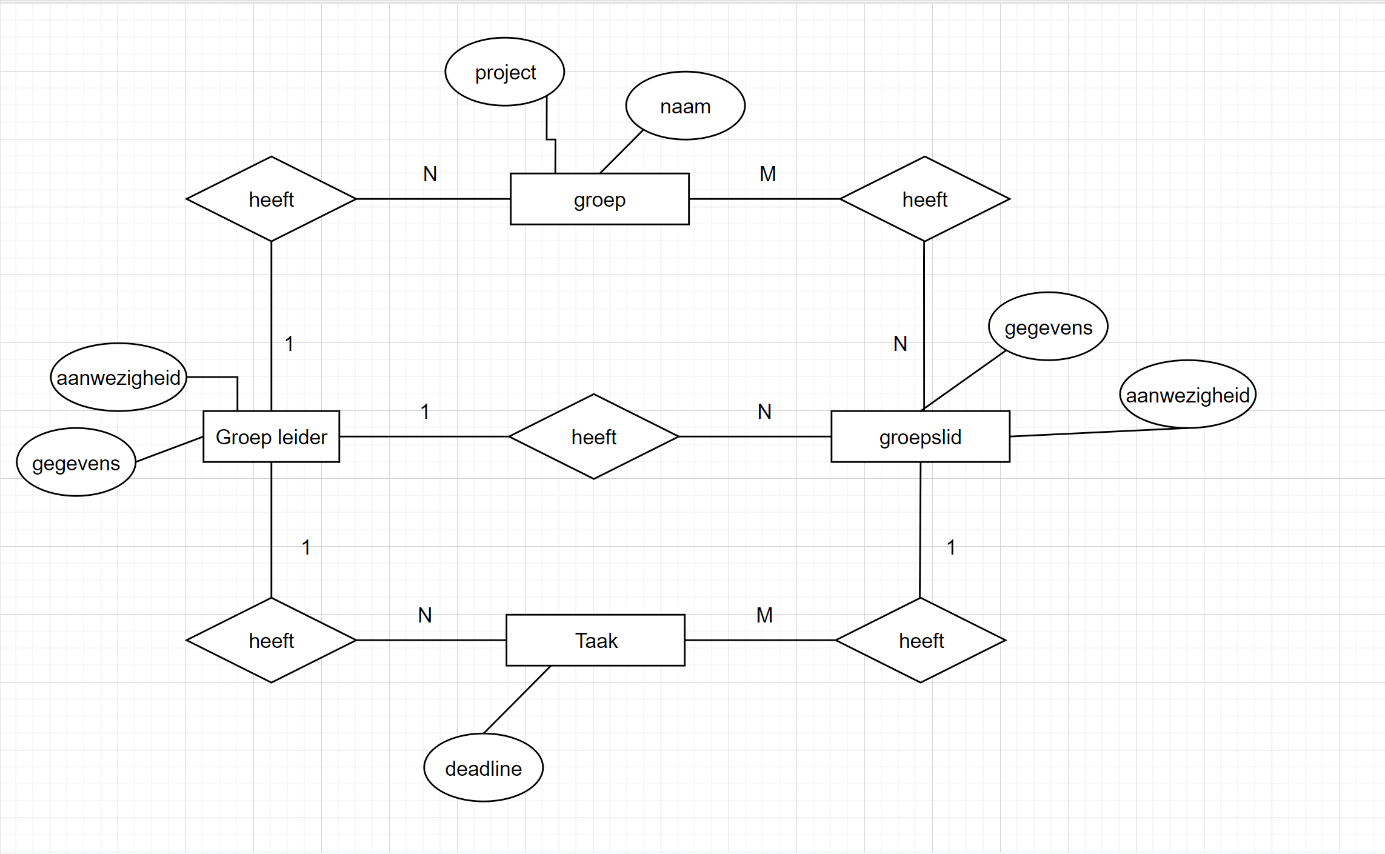 project
naam
N
M
heeft
groep
heeft
gegevens
1
N
aanwezigheid
aanwezigheid
1
N
Groep leider
heeft
groepslid
gegevens
1
1
N
M
heeft
Taak
heeft
deadline